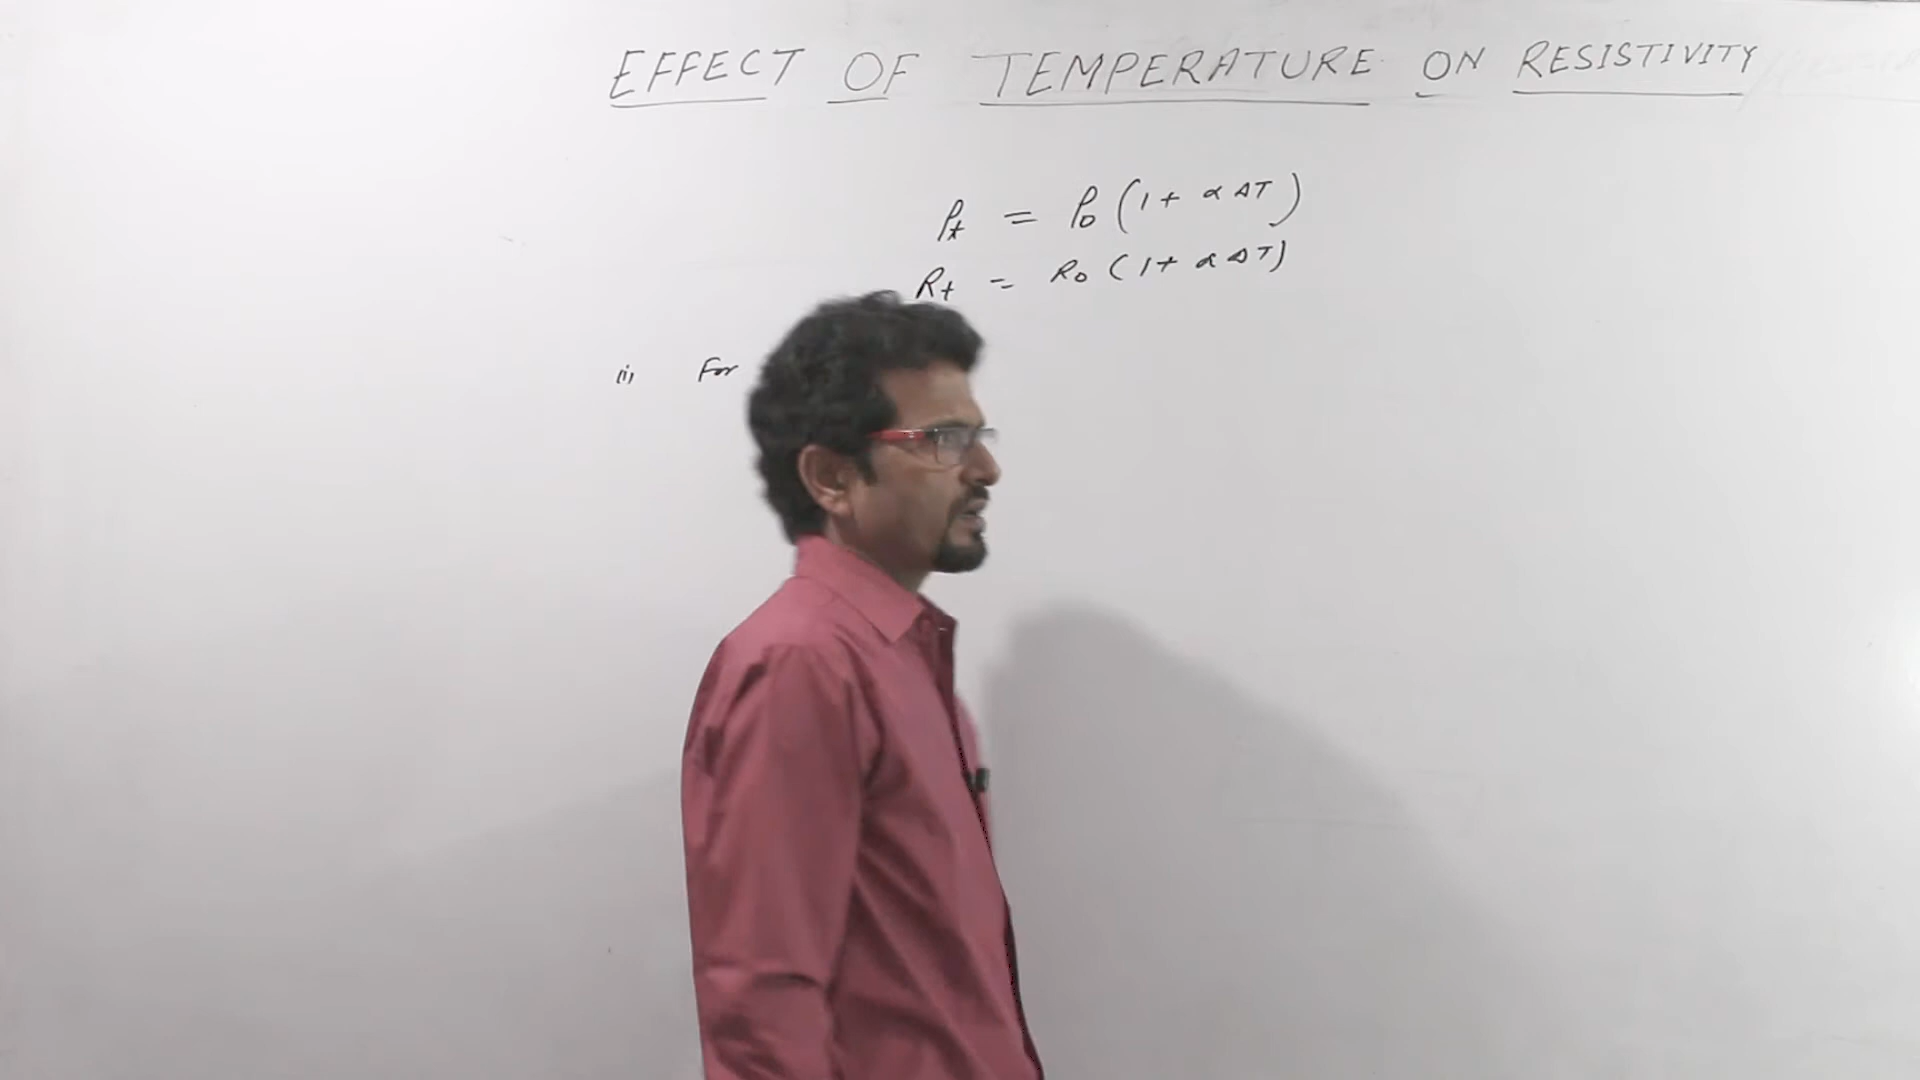 EFFECT OF TEMPERATURE ON RESISTIVITY
ρt = ρ0 (1 + α ΔT)
Rt = R0 (1 + α ΔT)
(i) For